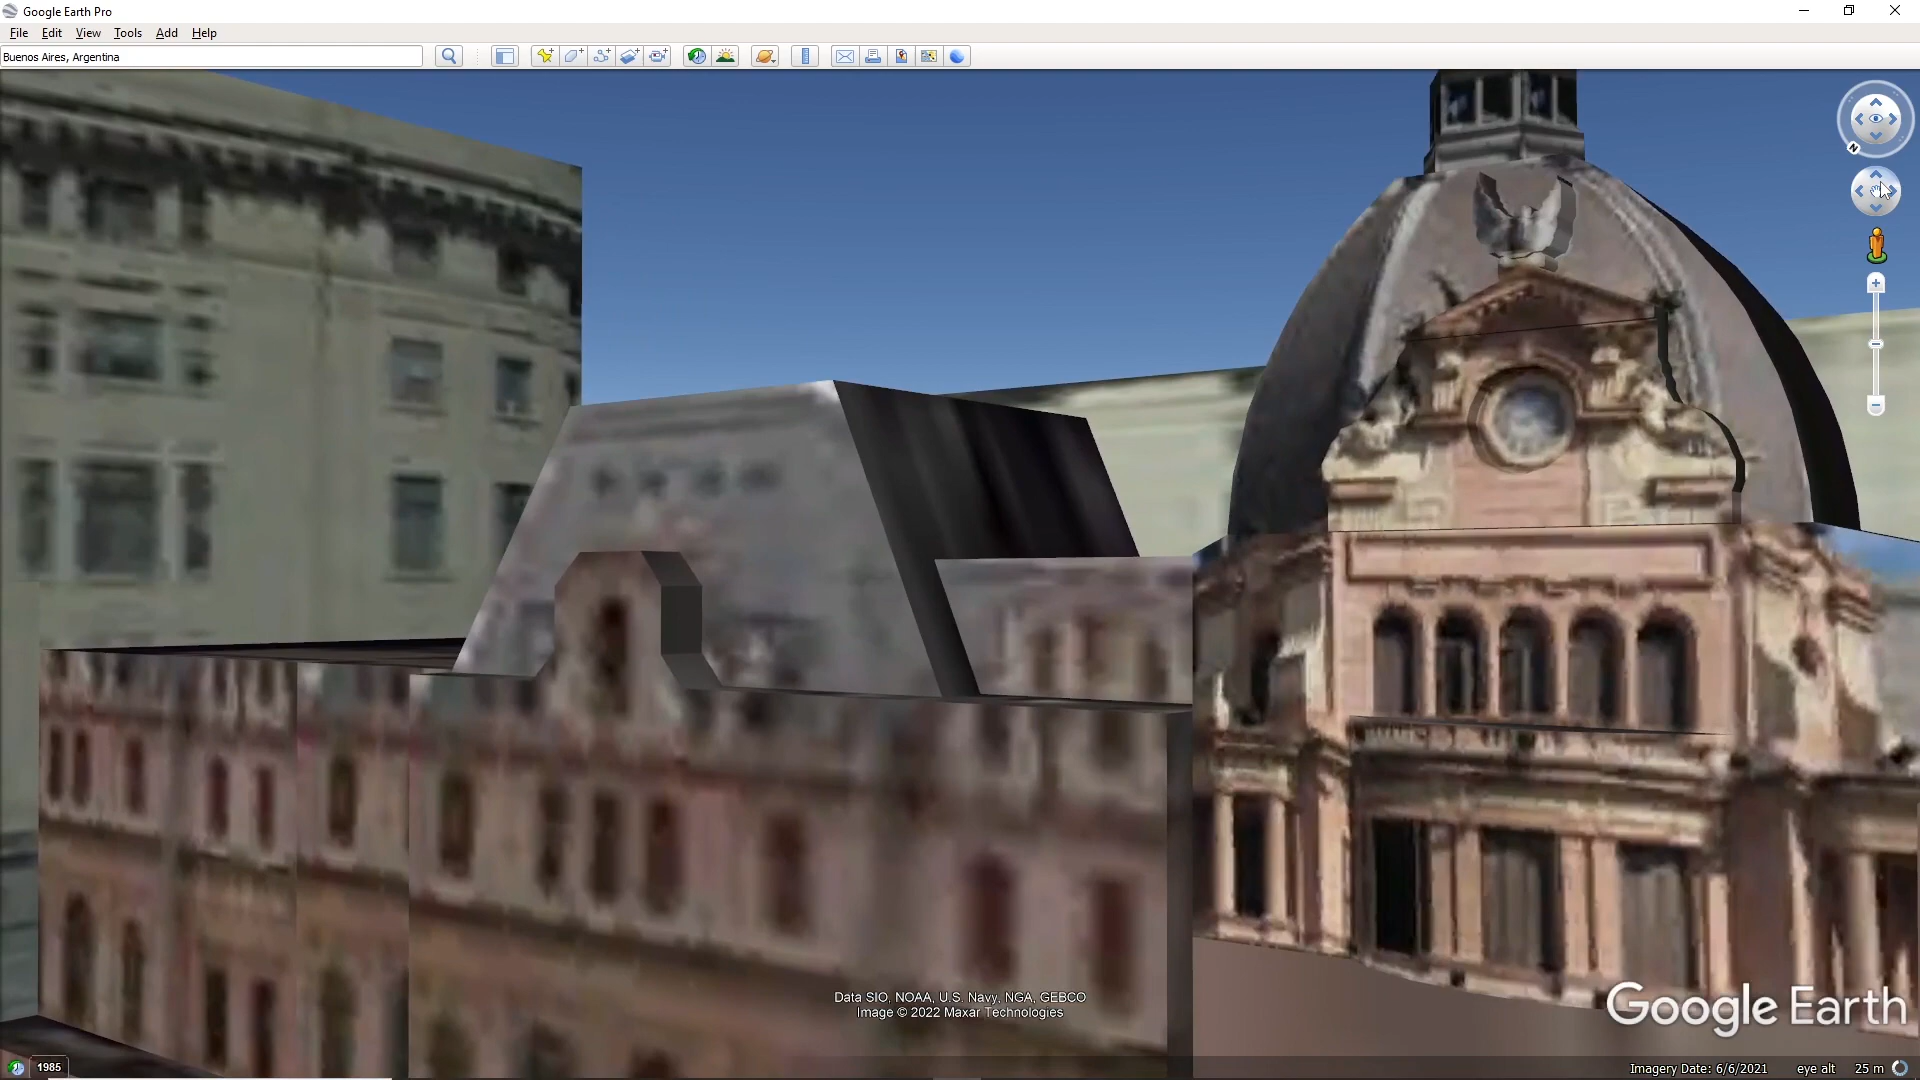 Google Earth Pro
File Edit View Tools Add Help
Buenos Aires, Argentina
N
Data SIO, NOAA, U.S. Navy, NGA, GEBCO
Image © 2022 Maxar Technologies
Google Earth
1985
Imagery Date: 6/6/2021 eye alt 25 m